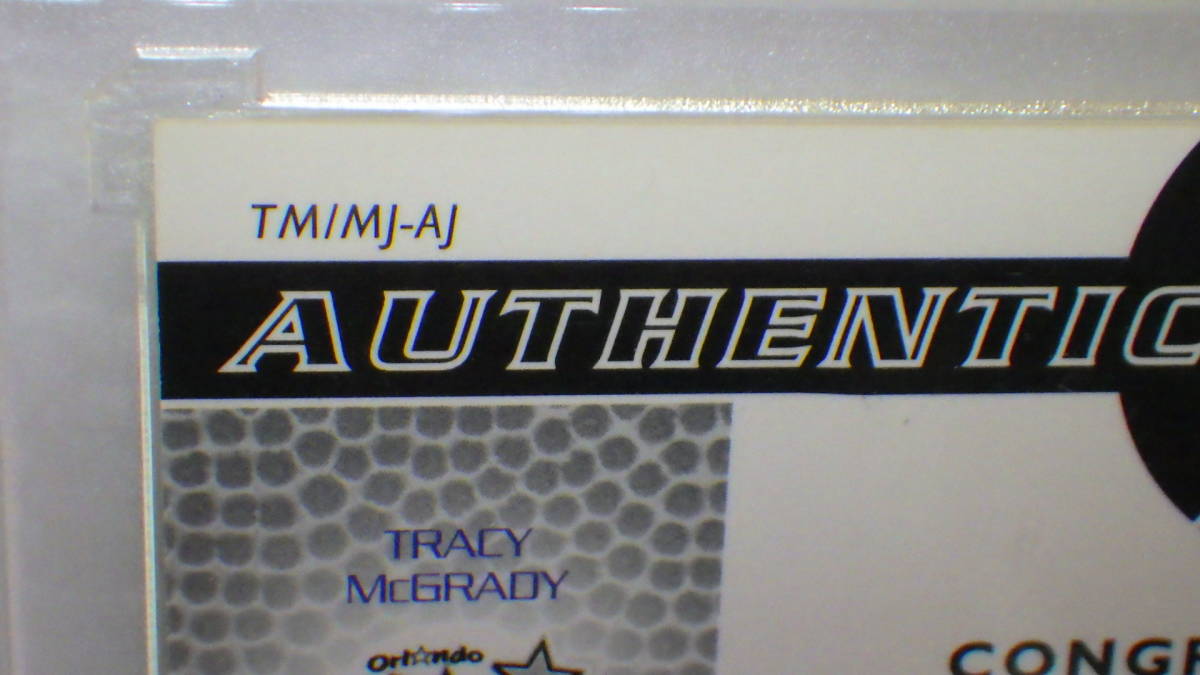 TM/MJ-AJ
AUTHENTIC
TRACY
McGRADY
Orlando
CONGR